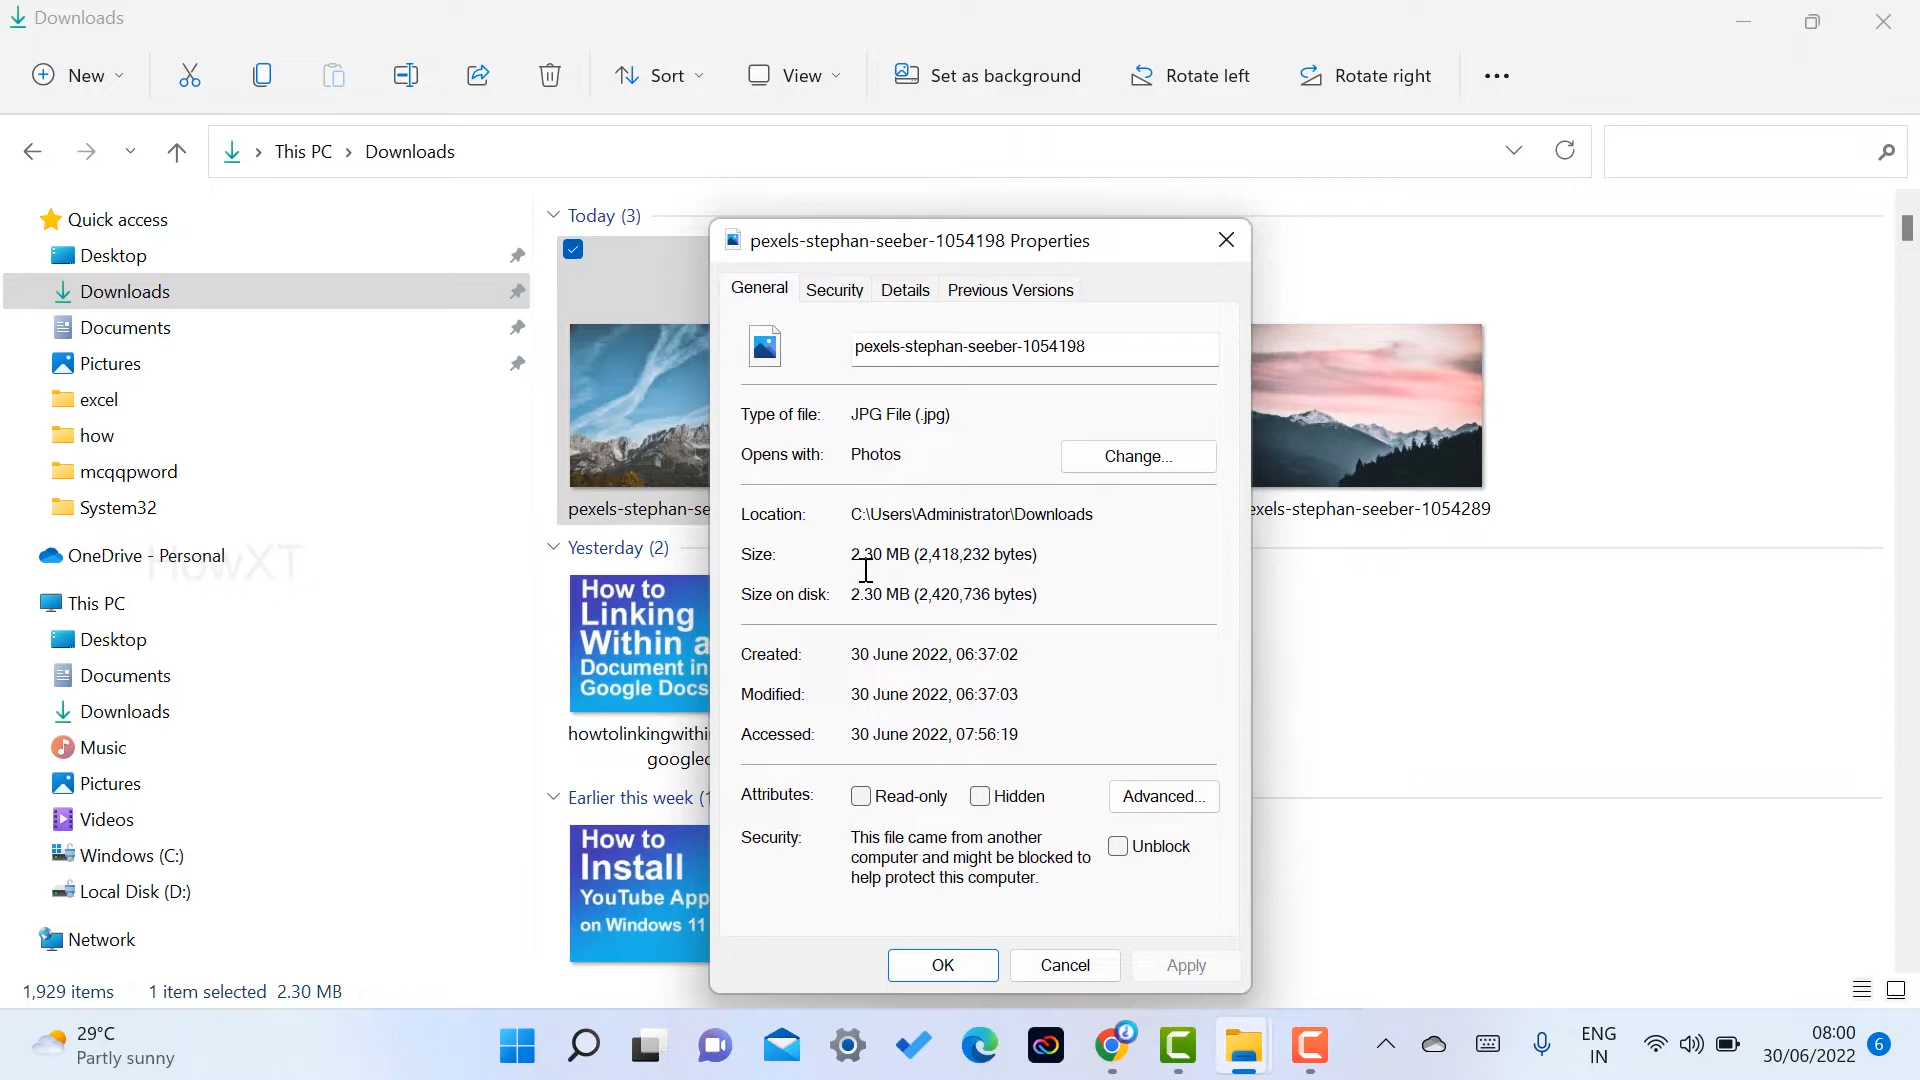 Downloads
New
Sort
View
Set as background
Rotate left
Rotate right
This PC
Downloads
Quick access
Desktop
Downloads
Documents
Pictures
excel
how
mcqqpword
System32
OneDrive - Personal
HowXT
This PC
Desktop
Documents
Downloads
Music
Pictures
Videos
Windows (C:)
Local Disk (D:)
Network
Today (3)
pexels-stephan-se
exels-stephan-seeber-1054289
Yesterday (2)
How to
Linking
Within a
Document in
Google Docs
howtolinkingwithi
googled
Earlier this week (1
How to
Install
YouTube App
on Windows 11
pexels-stephan-seeber-1054198 Properties
General
Security
Details
Previous Versions
pexels-stephan-seeber-1054198
Type of file: JPG File (.jpg)
Opens with: Photos
Change...
Location: C:\Users\Administrator\Downloads
Size: 2.30 MB (2,418,232 bytes)
Size on disk: 2.30 MB (2,420,736 bytes)
Created: 30 June 2022, 06:37:02
Modified: 30 June 2022, 06:37:03
Accessed: 30 June 2022, 07:56:19
Attributes: Read-only Hidden
Advanced...
Security: This file came from another
computer and might be blocked to
help protect this computer.
Unblock
OK
Cancel
Apply
1,929 items 1 item selected 2.30 MB
29°C
Partly sunny
ENG
IN
08:00
30/06/2022
6